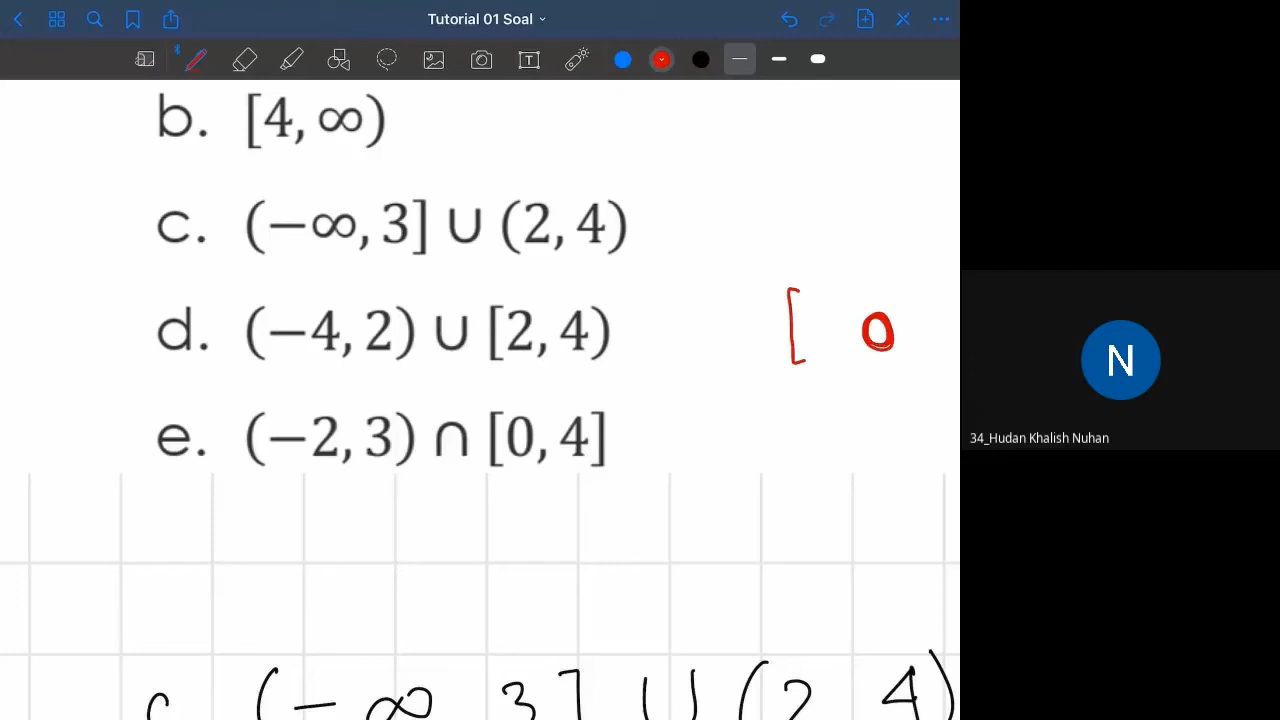 Tutorial 01 Soal
T
b. [4, ∞)
c. (−∞, 3] ∪ (2, 4)
d. (−4, 2) ∪ [2, 4)
[ 0
e. (−2, 3) ∩ [0, 4]
N
34_Hudan Khalish Nuhan
c (− ∞ 3] ∪ (2 4)